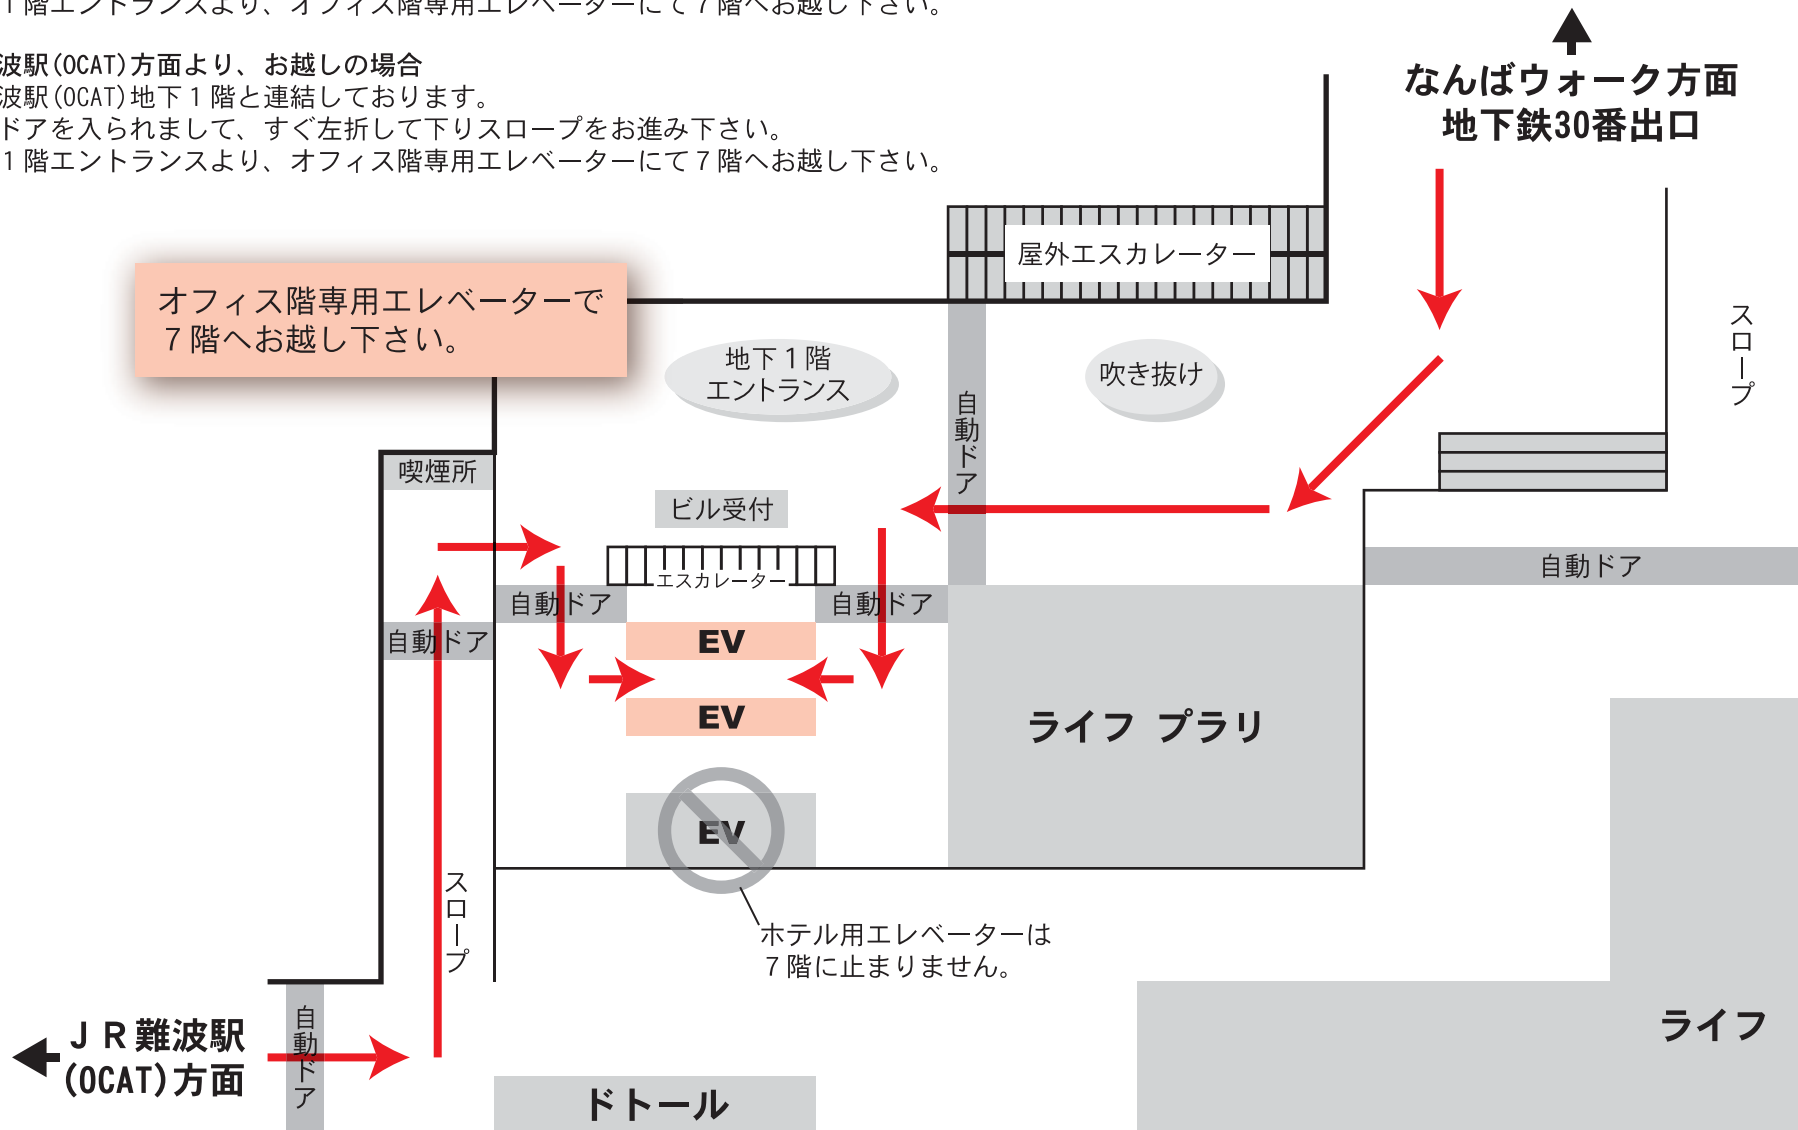 １階エントランスより、オフィス階専用エレベーターにて７階へお越し下さい。
波駅(OCAT)方面より、お越しの場合
波駅(OCAT)地下１階と連結しております。
ドアを入られまして、すぐ左折して下りスロープをお進み下さい。
１階エントランスより、オフィス階専用エレベーターにて７階へお越し下さい。
なんばウォーク方面
地下鉄30番出口
屋外エスカレーター
オフィス階専用エレベーターで
７階へお越し下さい。
スロープ
地下１階
エントランス
吹き抜け
自動ドア
喫煙所
ビル受付
エスカレーター
自動ドア
自動ドア
自動ドア
自動ドア
EV
EV
EV
ライフ プラリ
スロープ
ホテル用エレベーターは
７階に止まりません。
ＪＲ難波駅
(OCAT)方面
自動ドア
ドトール
ライフ